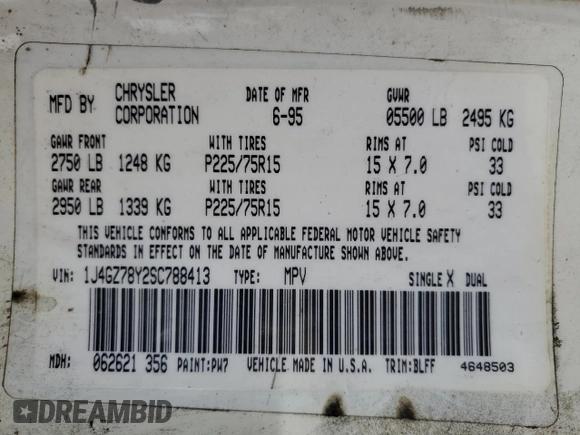 MFD BY CHRYSLER CORPORATION DATE OF MFR 6-95 GVWR 05500 LB 2495 KG
GAWR FRONT WITH TIRES RIMS AT PSI COLD
2750 LB 1248 KG P225/75R15 15 X 7.0 33
GAWR REAR WITH TIRES RIMS AT PSI COLD
2950 LB 1339 KG P225/75R15 15 X 7.0 33
THIS VEHICLE CONFORMS TO ALL APPLICABLE FEDERAL MOTOR VEHICLE SAFETY
STANDARDS IN EFFECT ON THE DATE OF MANUFACTURE SHOWN ABOVE.
VIN: 1J4GZ78Y2SC788413 TYPE: MPV SINGLE X DUAL
MDH: 062621 356 PAINT:PW7 VEHICLE MADE IN U.S.A. TRIM:BLFF 4648503
DREAMBID